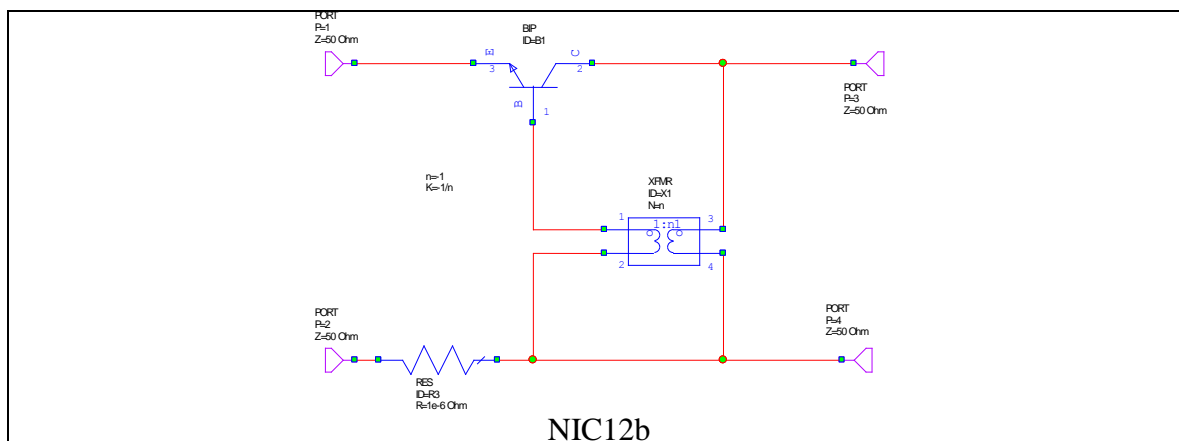 PORT
P=1
Z=50 Ohm
BIP
ID=B1
E
3
C
2
B
1
PORT
P=3
Z=50 Ohm
n=-1
K=-1/n
XFMR
ID=X1
N=n
1
3
1:n1
o
o
2
4
PORT
P=2
Z=50 Ohm
PORT
P=4
Z=50 Ohm
RES
ID=R3
R=1e-6 Ohm
NIC12b